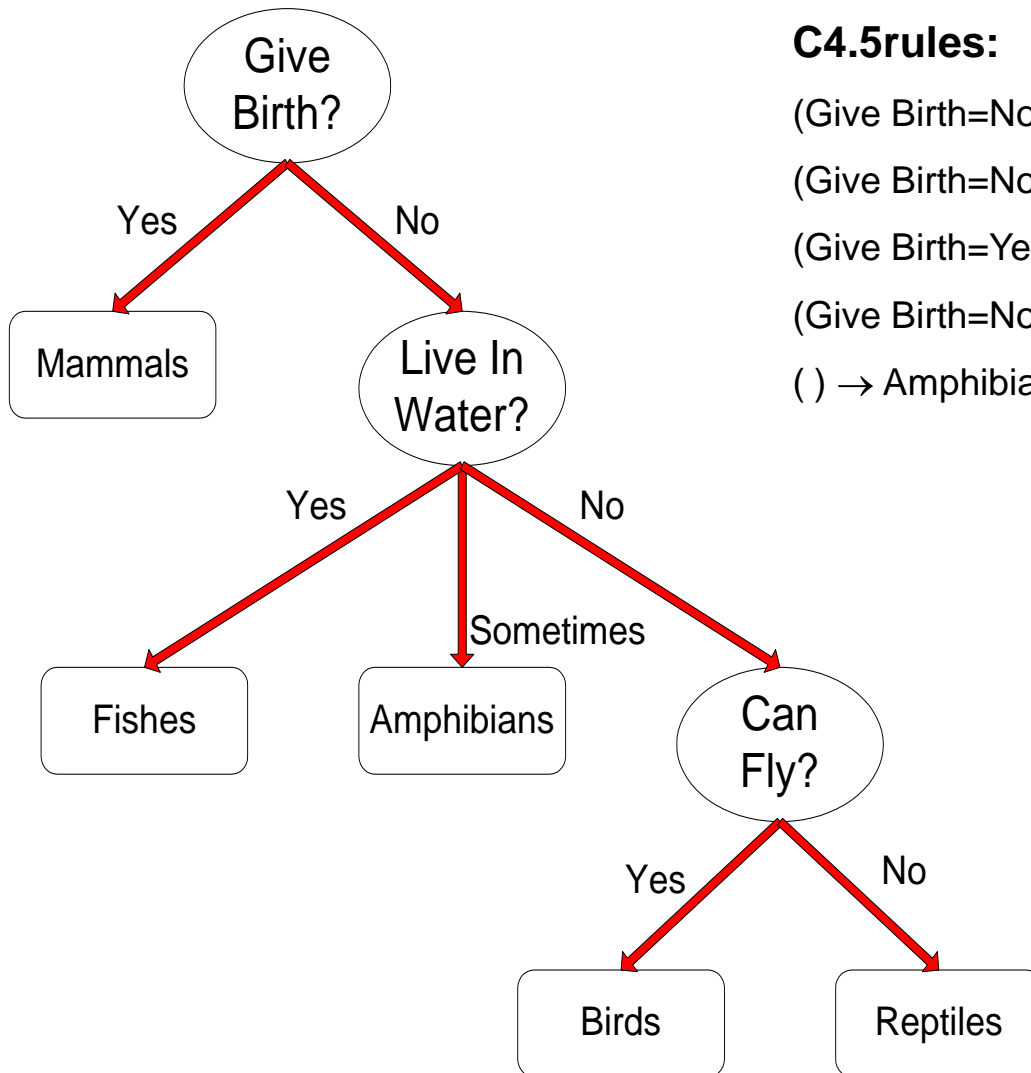 Give
Birth?
Yes
No
Mammals
Live In
Water?
Yes
No
Sometimes
Fishes
Amphibians
Can
Fly?
Yes
No
Birds
Reptiles
C4.5rules:
(Give Birth=No
(Give Birth=No
(Give Birth=Ye
(Give Birth=No
( ) → Amphibia